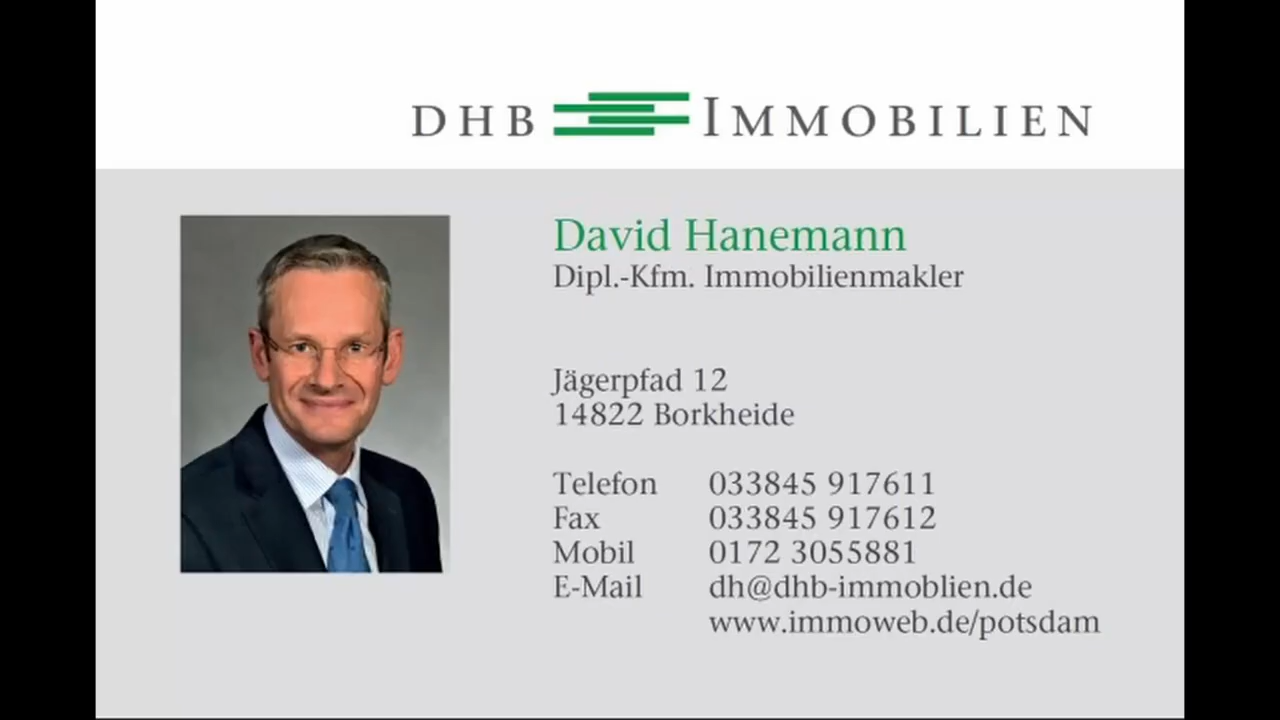 DHB IMMOBILIEN
David Hanemann
Dipl.-Kfm. Immobilienmakler
Jägerpfad 12
14822 Borkheide
Telefon 033845 917611
Fax 033845 917612
Mobil 0172 3055881
E-Mail dh@dhb-immoblien.de
www.immoweb.de/potsdam